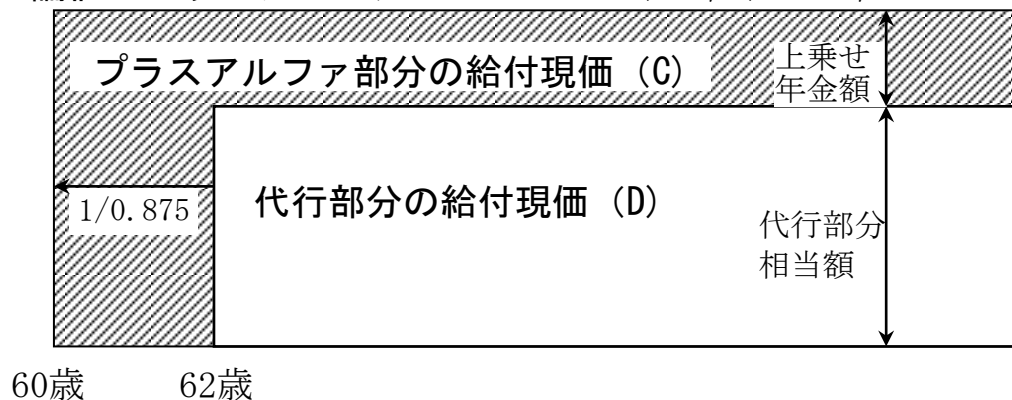 プラスアルファ部分の給付現価（C）
上乗せ
年金額
1/0.875
代行部分の給付現価（D）
代行部分
相当額
60歳
62歳